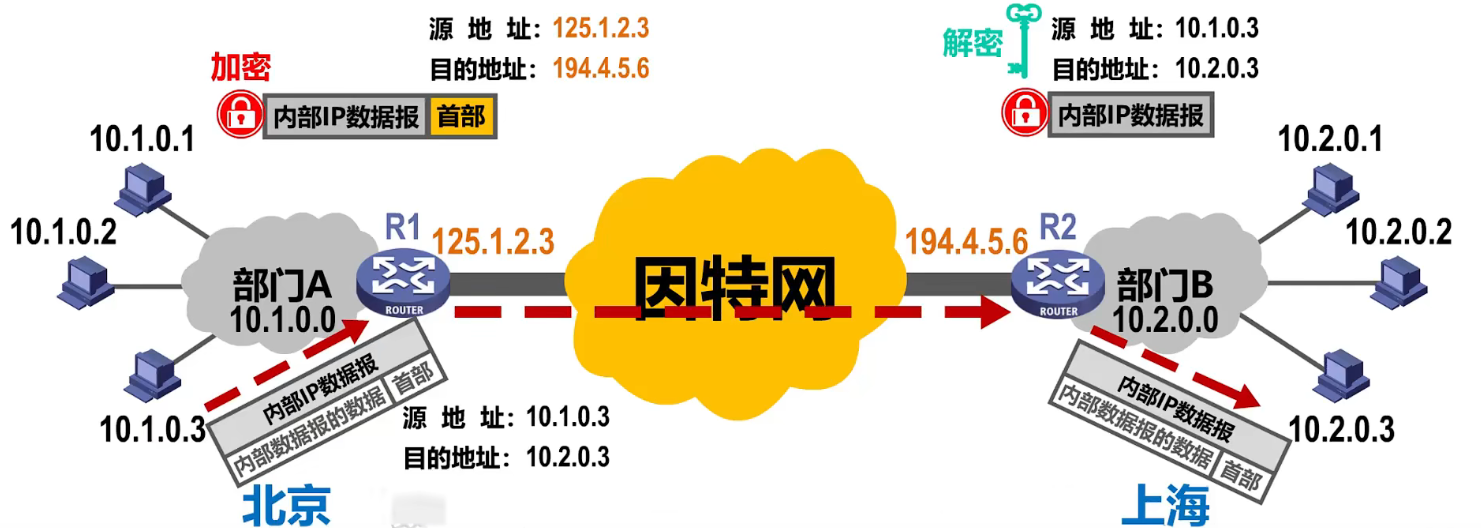 源 地 址：125.1.2.3
目的地址：194.4.5.6
加密
内部IP数据报 首部
解密
源 地 址：10.1.0.3
目的地址：10.2.0.3
内部IP数据报
10.1.0.1
10.1.0.2
10.1.0.3
部门A
10.1.0.0
R1
ROUTER
125.1.2.3
因特网
194.4.5.6
R2
ROUTER
部门B
10.2.0.0
10.2.0.1
10.2.0.2
10.2.0.3
内部IP数据报
内部数据报的数据 首部
源 地 址：10.1.0.3
目的地址：10.2.0.3
内部IP数据报
内部数据报的数据 首部
北京
上海